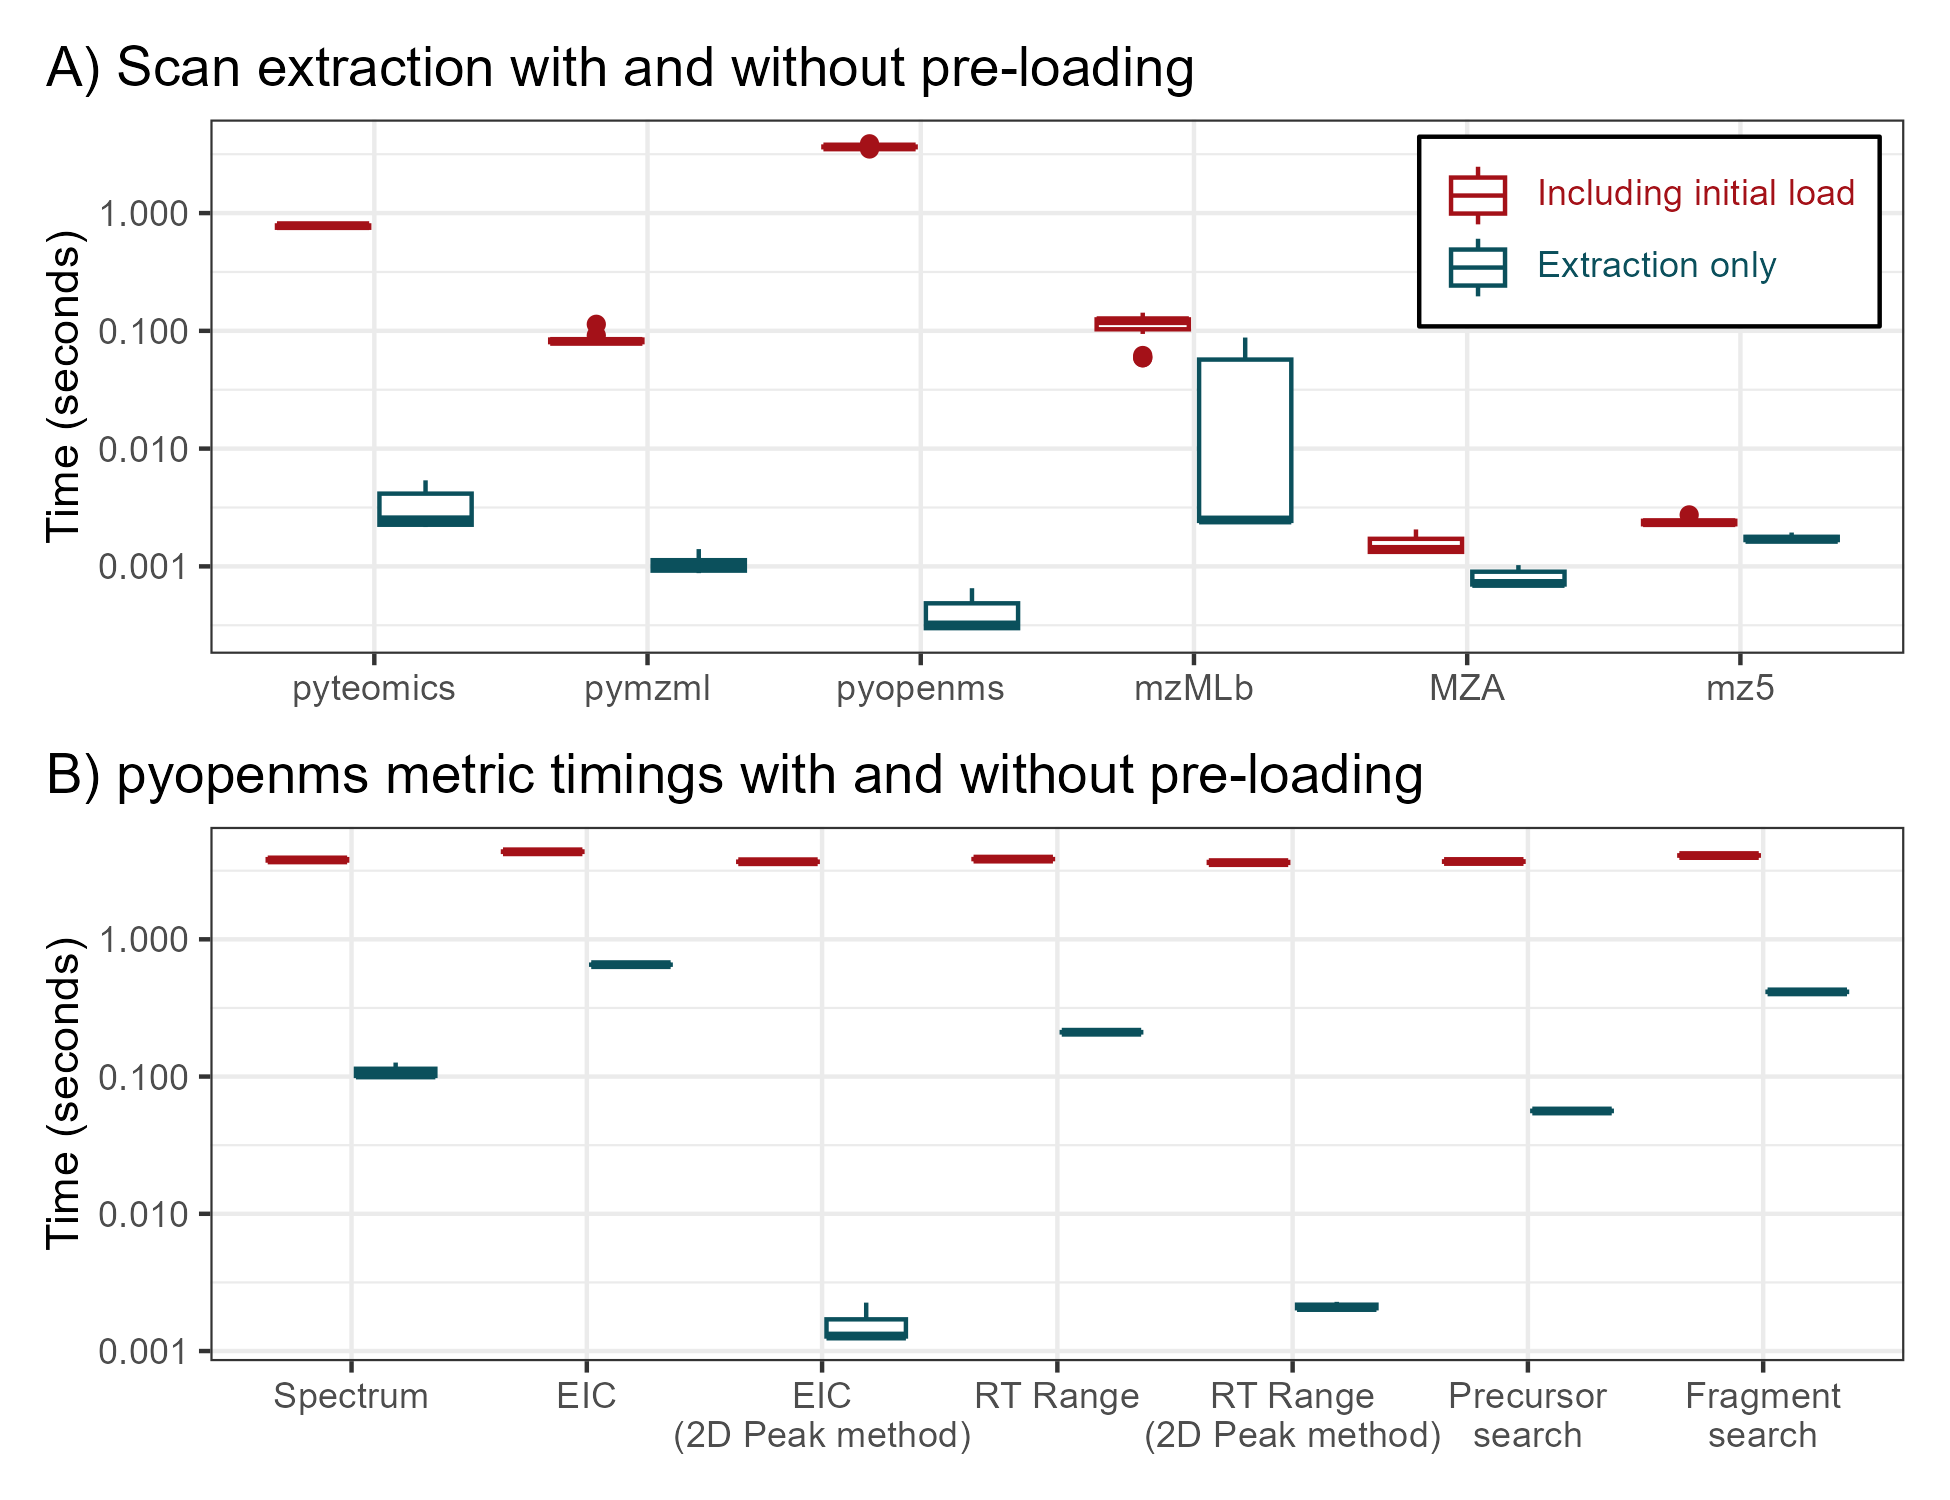 A) Scan extraction with and without pre-loading
Including initial load
Extraction only
Time (seconds)
1.000
0.100
0.010
0.001
pyteomics pymzml pyopenms mzMLb MZA mz5
B) pyopenms metric timings with and without pre-loading
Time (seconds)
1.000
0.100
0.010
0.001
Spectrum EIC EIC RT Range RT Range Precursor Fragment
(2D Peak method) (2D Peak method) search search